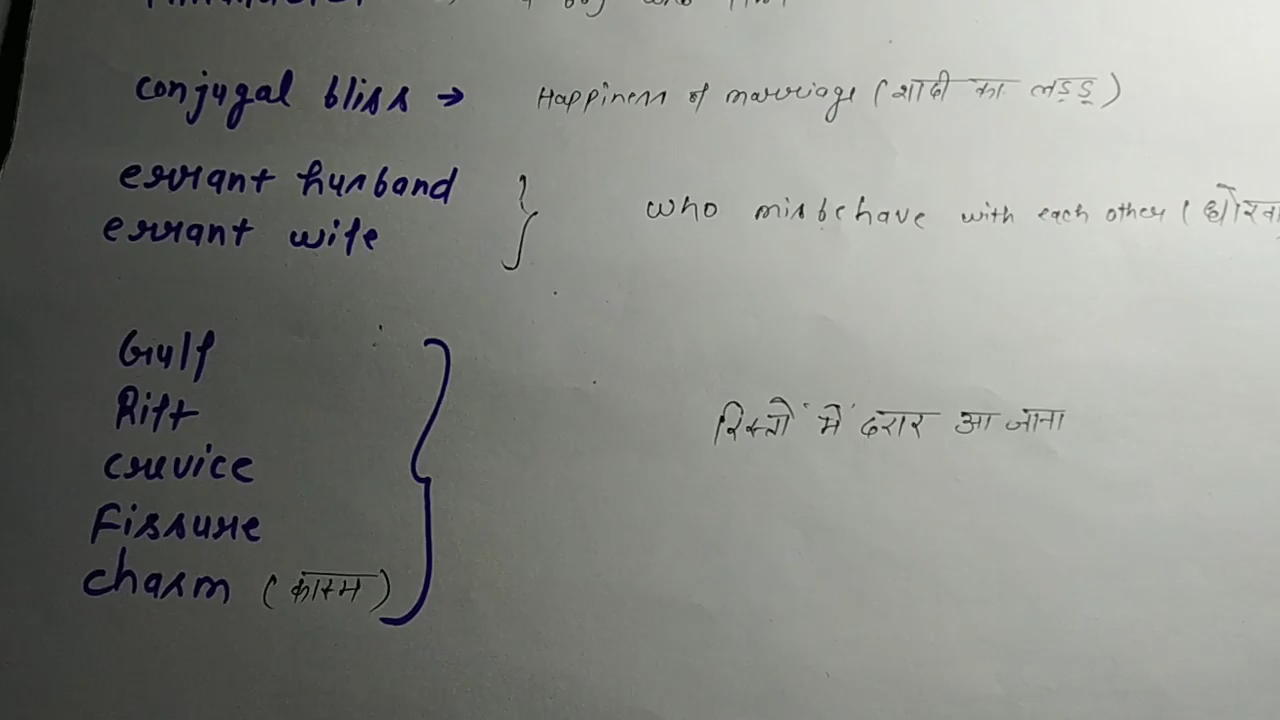 conjugal bliss → Happiness of marriage (शादी का लड्डू)
errant husband
errant wife } who misbehave with each other (धोखा
Gulf
Rift
crevice
Fissure
chasm (कास्म)
रिस्तों में दरार आ जाना